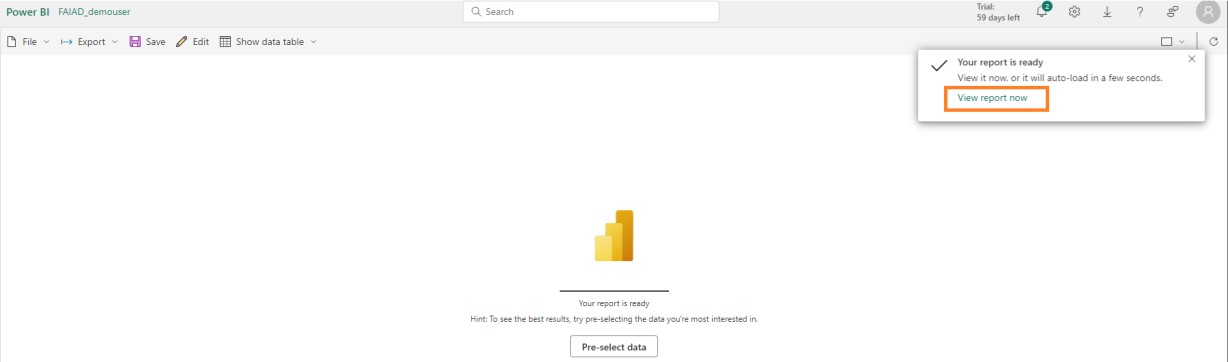 Power BI FAIAD_demouser Search Trial:
59 days left 2 ?
File Export Save Edit Show data table
Your report is ready
View it now, or it will auto-load in a few seconds.
View report now
Your report is ready
Hint: To see the best results, try pre-selecting the data you're most interested in.
Pre-select data